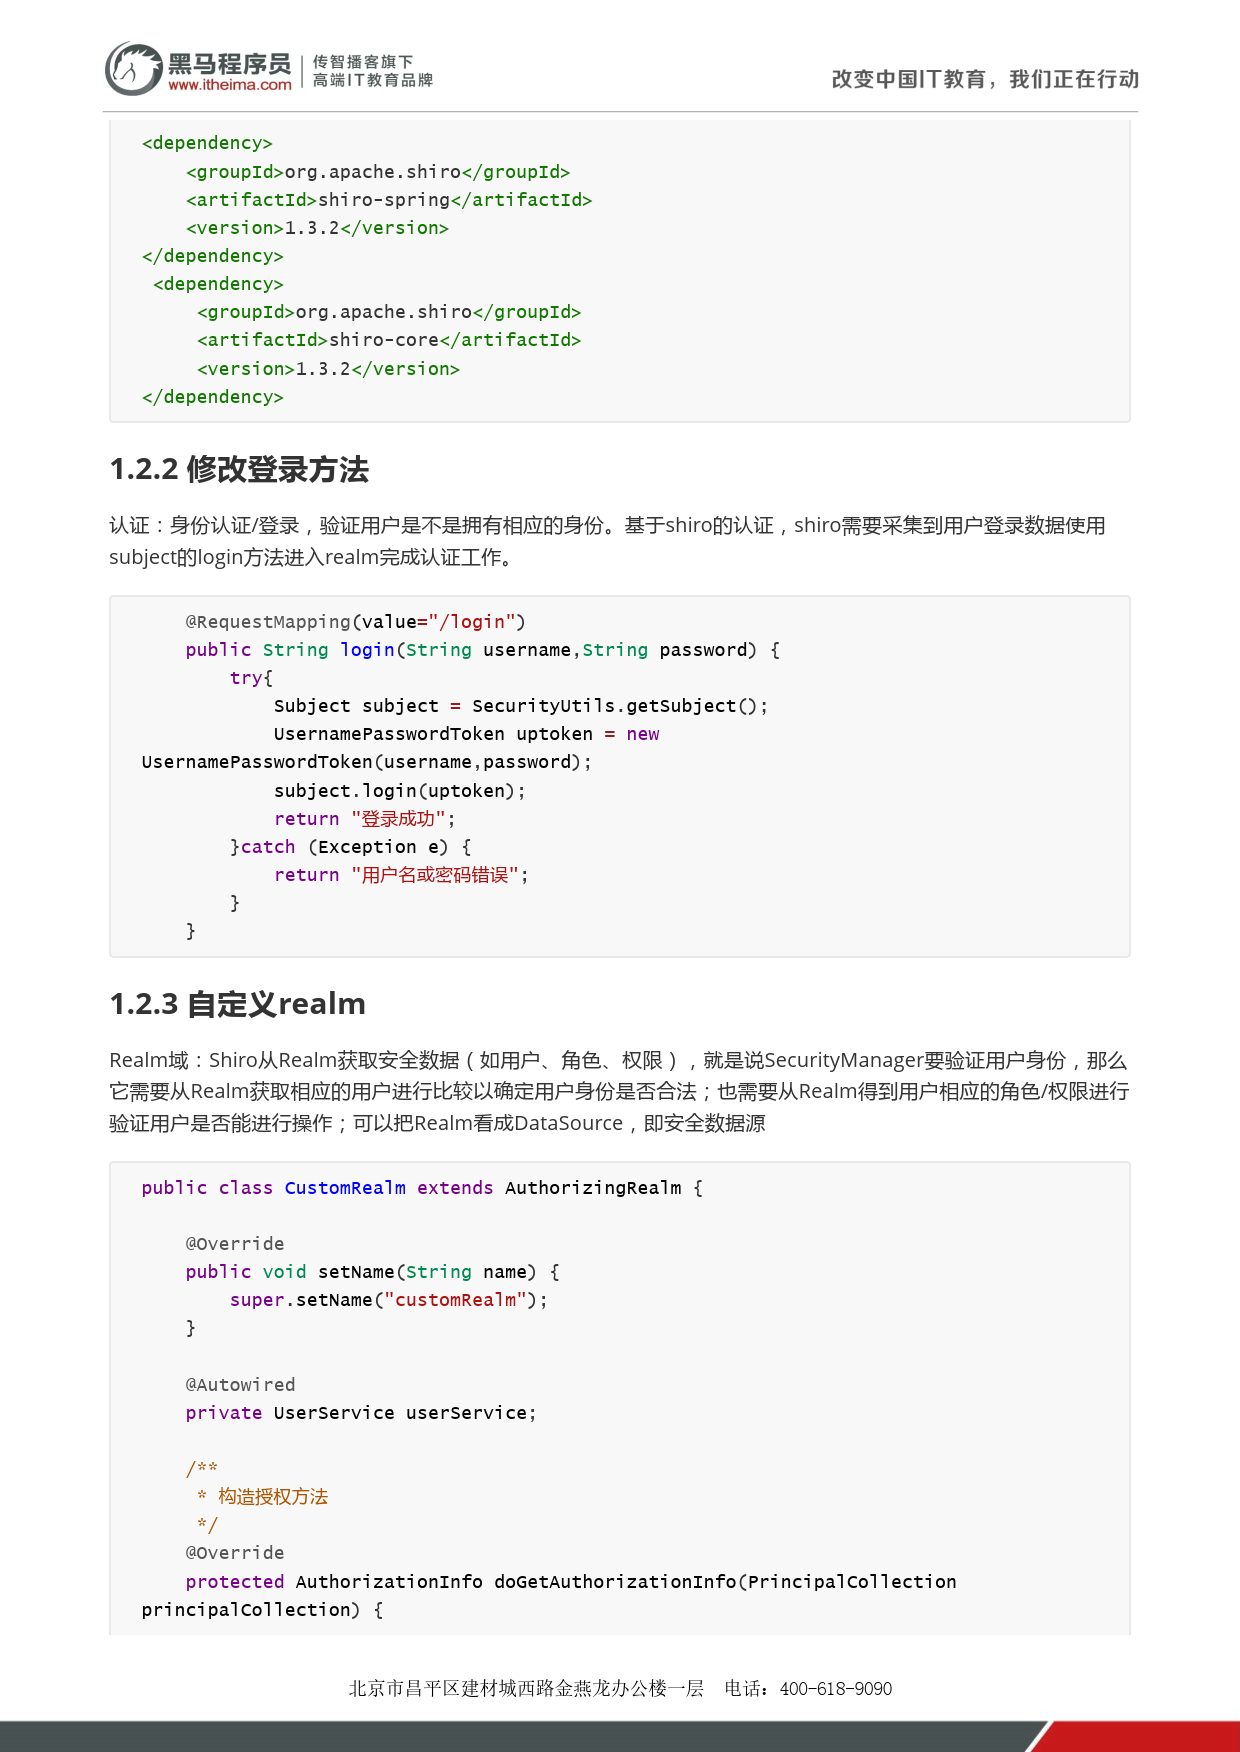 黑马程序员
www.itheima.com
传智播客旗下
高端IT教育品牌
改变中国IT教育，我们正在行动
<dependency>
    <groupId>org.apache.shiro</groupId>
    <artifactId>shiro-spring</artifactId>
    <version>1.3.2</version>
</dependency>
 <dependency>
     <groupId>org.apache.shiro</groupId>
     <artifactId>shiro-core</artifactId>
     <version>1.3.2</version>
</dependency>
1.2.2 修改登录方法
认证：身份认证/登录，验证用户是不是拥有相应的身份。基于shiro的认证，shiro需要采集到用户登录数据使用
subject的login方法进入realm完成认证工作。
    @RequestMapping(value="/login")
    public String login(String username,String password) {
        try{
            Subject subject = SecurityUtils.getSubject();
            UsernamePasswordToken uptoken = new
UsernamePasswordToken(username,password);
            subject.login(uptoken);
            return "登录成功";
        }catch (Exception e) {
            return "用户名或密码错误";
        }
    }
1.2.3 自定义realm
Realm域：Shiro从Realm获取安全数据（如用户、角色、权限），就是说SecurityManager要验证用户身份，那么
它需要从Realm获取相应的用户进行比较以确定用户身份是否合法；也需要从Realm得到用户相应的角色/权限进行
验证用户是否能进行操作；可以把Realm看成DataSource，即安全数据源
public class CustomRealm extends AuthorizingRealm {
    @Override
    public void setName(String name) {
        super.setName("customRealm");
    }
    @Autowired
    private UserService userService;
    /**
     * 构造授权方法
     */
    @Override
    protected AuthorizationInfo doGetAuthorizationInfo(PrincipalCollection
principalCollection) {
北京市昌平区建材城西路金燕龙办公楼一层 电话：400-618-9090